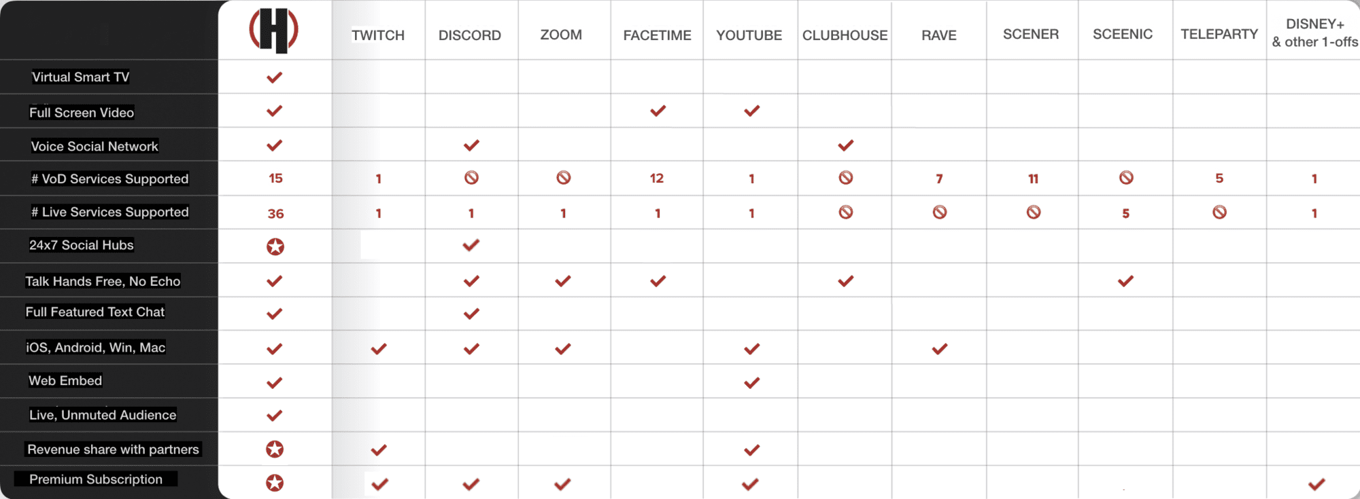 H TWITCH DISCORD ZOOM FACETIME YOUTUBE CLUBHOUSE RAVE SCENER SCEENIC TELEPARTY DISNEY+
& other 1-offs
Virtual Smart TV
Full Screen Video
Voice Social Network
# VoD Services Supported 15 1 12 1 7 11 5 1
# Live Services Supported 36 1 1 1 1 1 5 1
24x7 Social Hubs
Talk Hands Free, No Echo
Full Featured Text Chat
iOS, Android, Win, Mac
Web Embed
Live, Unmuted Audience
Revenue share with partners
Premium Subscription